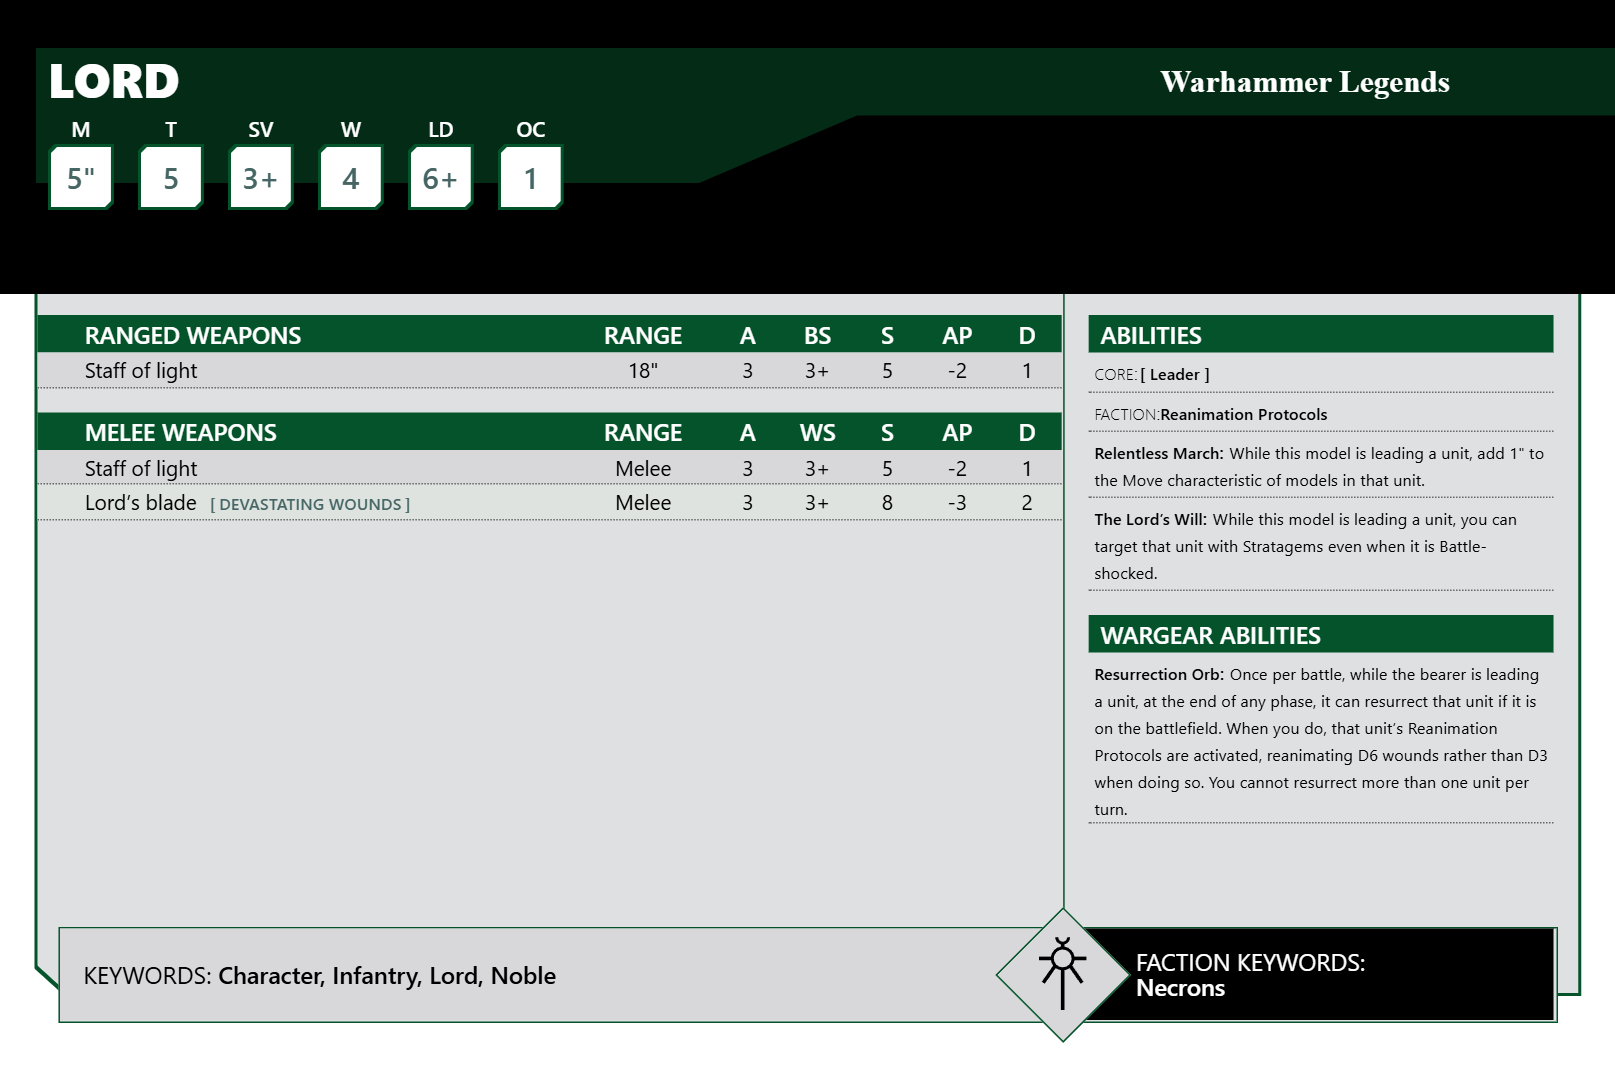 LORD
Warhammer Legends
M T SV W LD OC
5" 5 3+ 4 6+ 1
RANGED WEAPONS RANGE A BS S AP D
Staff of light 18" 3 3+ 5 -2 1
MELEE WEAPONS RANGE A WS S AP D
Staff of light Melee 3 3+ 5 -2 1
Lord’s blade [ DEVASTATING WOUNDS ] Melee 3 3+ 8 -3 2
ABILITIES
CORE: [ Leader ]
FACTION:Reanimation Protocols
Relentless March: While this model is leading a unit, add 1" to
the Move characteristic of models in that unit.
The Lord’s Will: While this model is leading a unit, you can
target that unit with Stratagems even when it is Battle-
shocked.
WARGEAR ABILITIES
Resurrection Orb: Once per battle, while the bearer is leading
a unit, at the end of any phase, it can resurrect that unit if it is
on the battlefield. When you do, that unit’s Reanimation
Protocols are activated, reanimating D6 wounds rather than D3
when doing so. You cannot resurrect more than one unit per
turn.
KEYWORDS: Character, Infantry, Lord, Noble
FACTION KEYWORDS:
Necrons